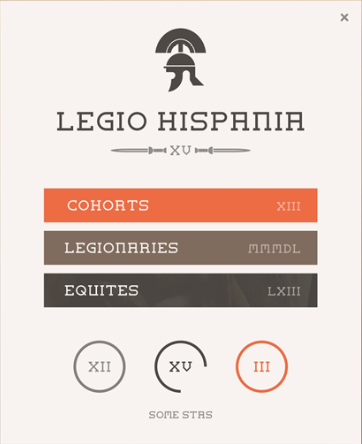 LEGIO HISPANIA
XV
COHORTS XIII
LEGIONARIES MMMDL
EQUITES LXIII
XII XV III
SOME STAS